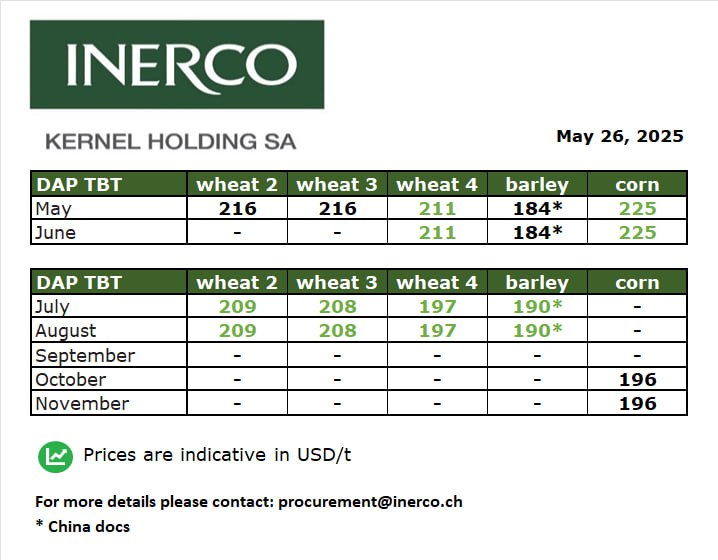 INERCO
KERNEL HOLDING SA
May 26, 2025
DAP TBT wheat 2 wheat 3 wheat 4 barley corn
May 216 216 211 184* 225
June - - 211 184* 225
DAP TBT wheat 2 wheat 3 wheat 4 barley corn
July 209 208 197 190* -
August 209 208 197 190* -
September - - - - -
October - - - - 196
November - - - - 196
Prices are indicative in USD/t
For more details please contact: procurement@inerco.ch
* China docs